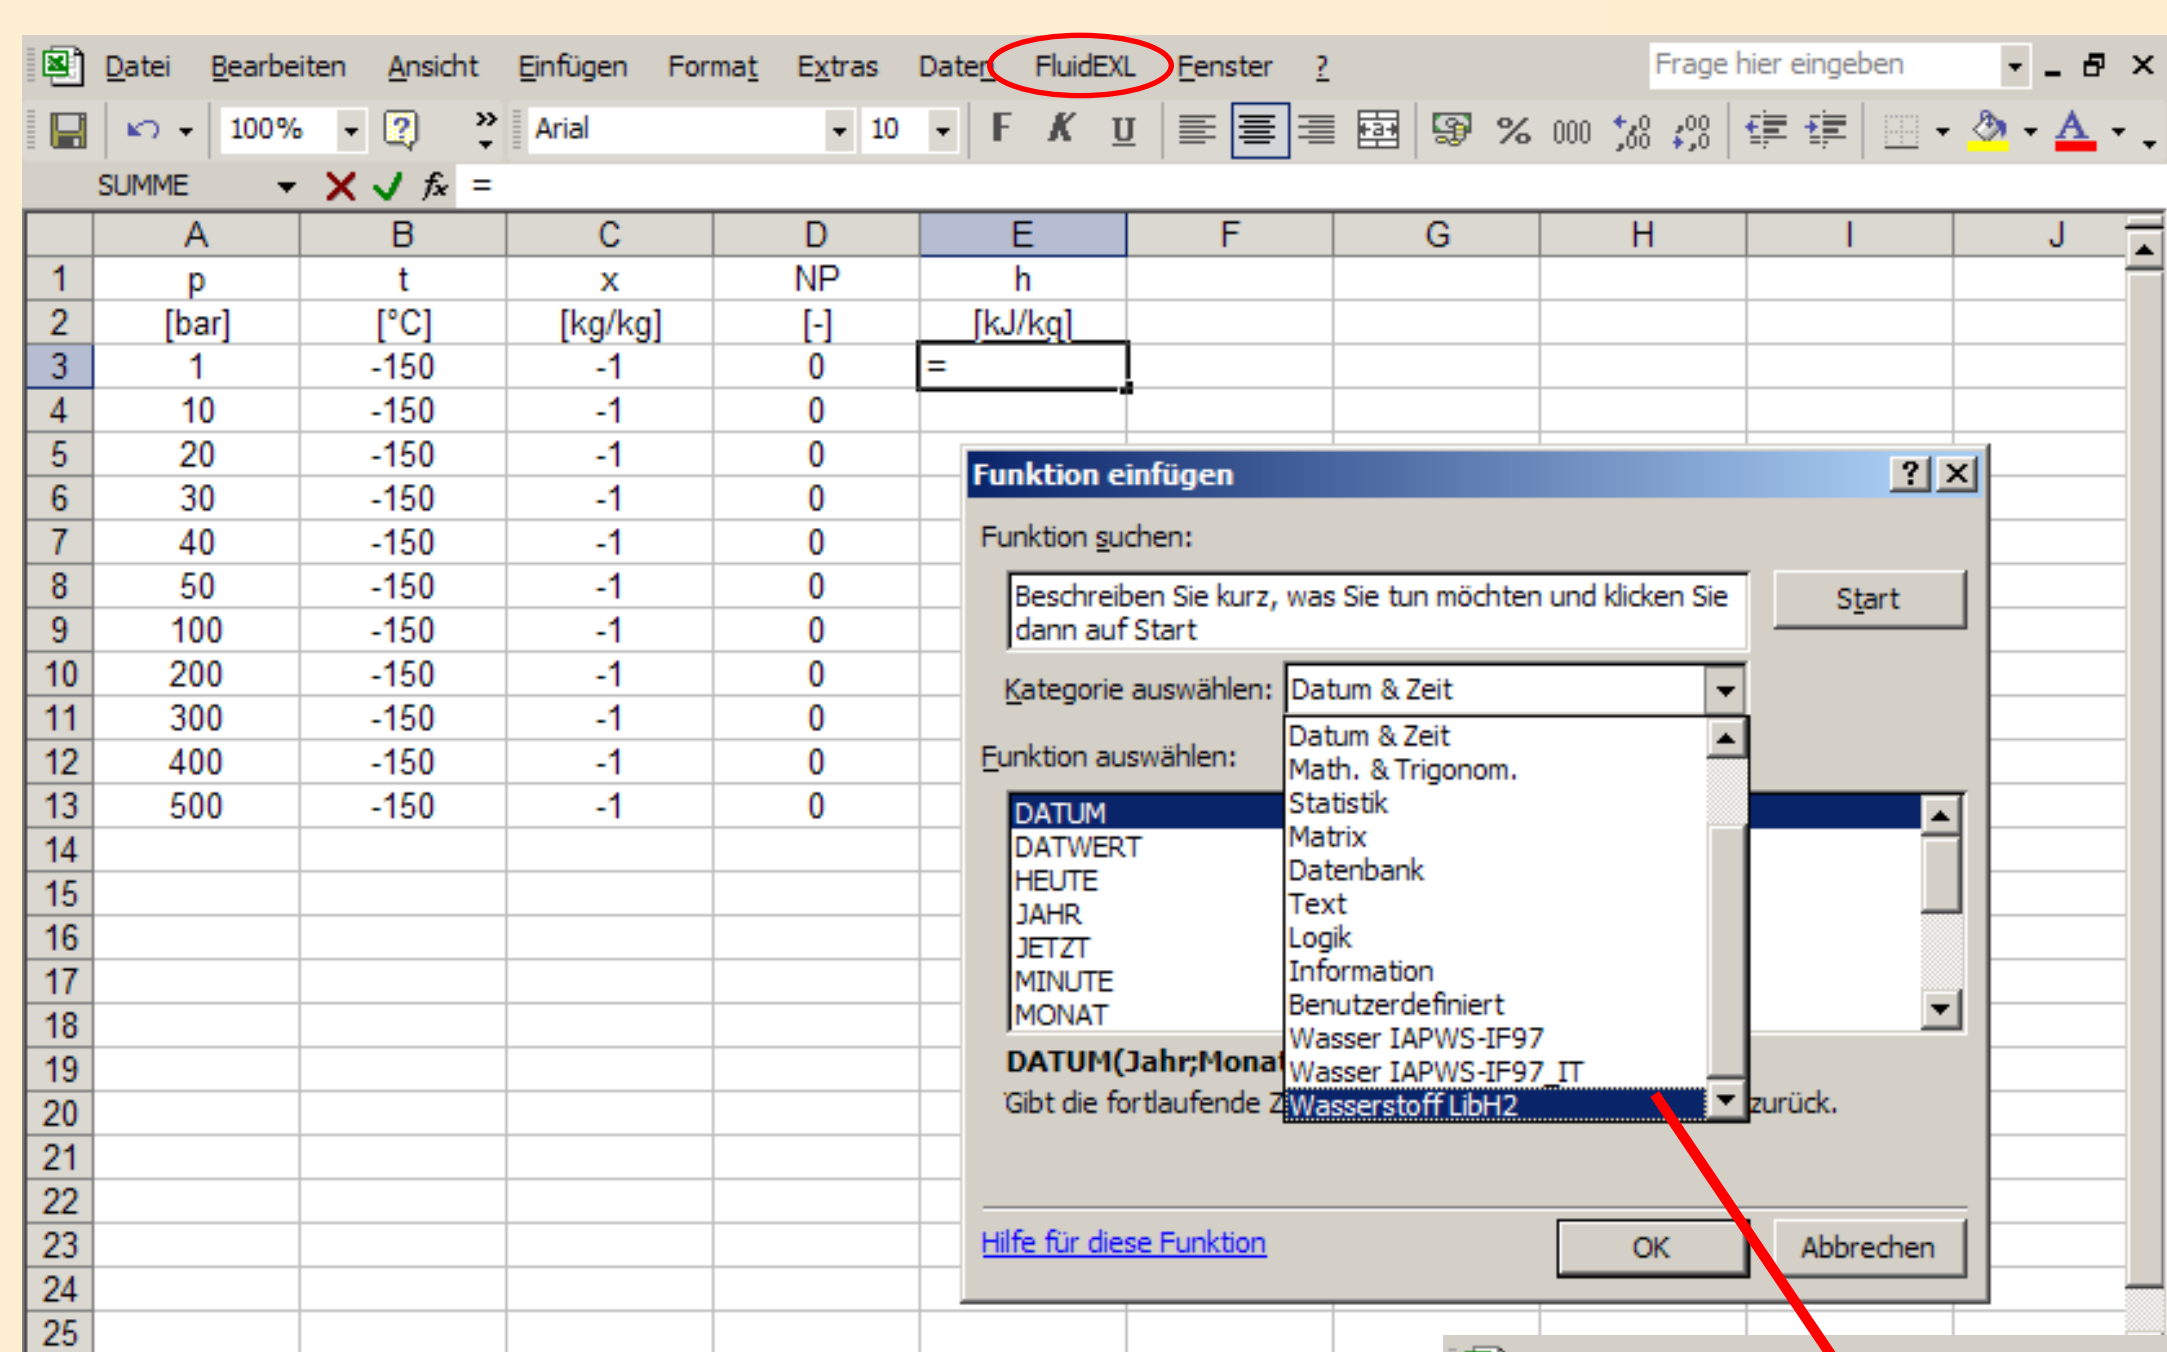 Datei Bearbeiten Ansicht Einfügen Format Extras Daten FluidEXL Fenster ? Frage hier eingeben
100% Arial 10 F K U % 000
SUMME fx =
A B C D E F G H I J
1 p t x NP h
2 [bar] [°C] [kg/kg] [-] [kJ/kg]
3 1 -150 -1 0 =
4 10 -150 -1 0
5 20 -150 -1 0
6 30 -150 -1 0
7 40 -150 -1 0
8 50 -150 -1 0
9 100 -150 -1 0
10 200 -150 -1 0
11 300 -150 -1 0
12 400 -150 -1 0
13 500 -150 -1 0
14
15
16
17
18
19
20
21
22
23
24
25
Funktion einfügen
Funktion suchen:
Beschreiben Sie kurz, was Sie tun möchten und klicken Sie
dann auf Start
Start
Kategorie auswählen: Datum & Zeit
Datum & Zeit
Math. & Trigonom.
Statistik
Matrix
Datenbank
Text
Logik
Information
Benutzerdefiniert
Wasser IAPWS-IF97
Wasser IAPWS-IF97_IT
Wasserstoff LibH2
Funktion auswählen:
DATUM
DATWERT
HEUTE
JAHR
JETZT
MINUTE
MONAT
DATUM(Jahr;Monat
Gibt die fortlaufende Z zurück.
Hilfe für diese Funktion
OK Abbrechen